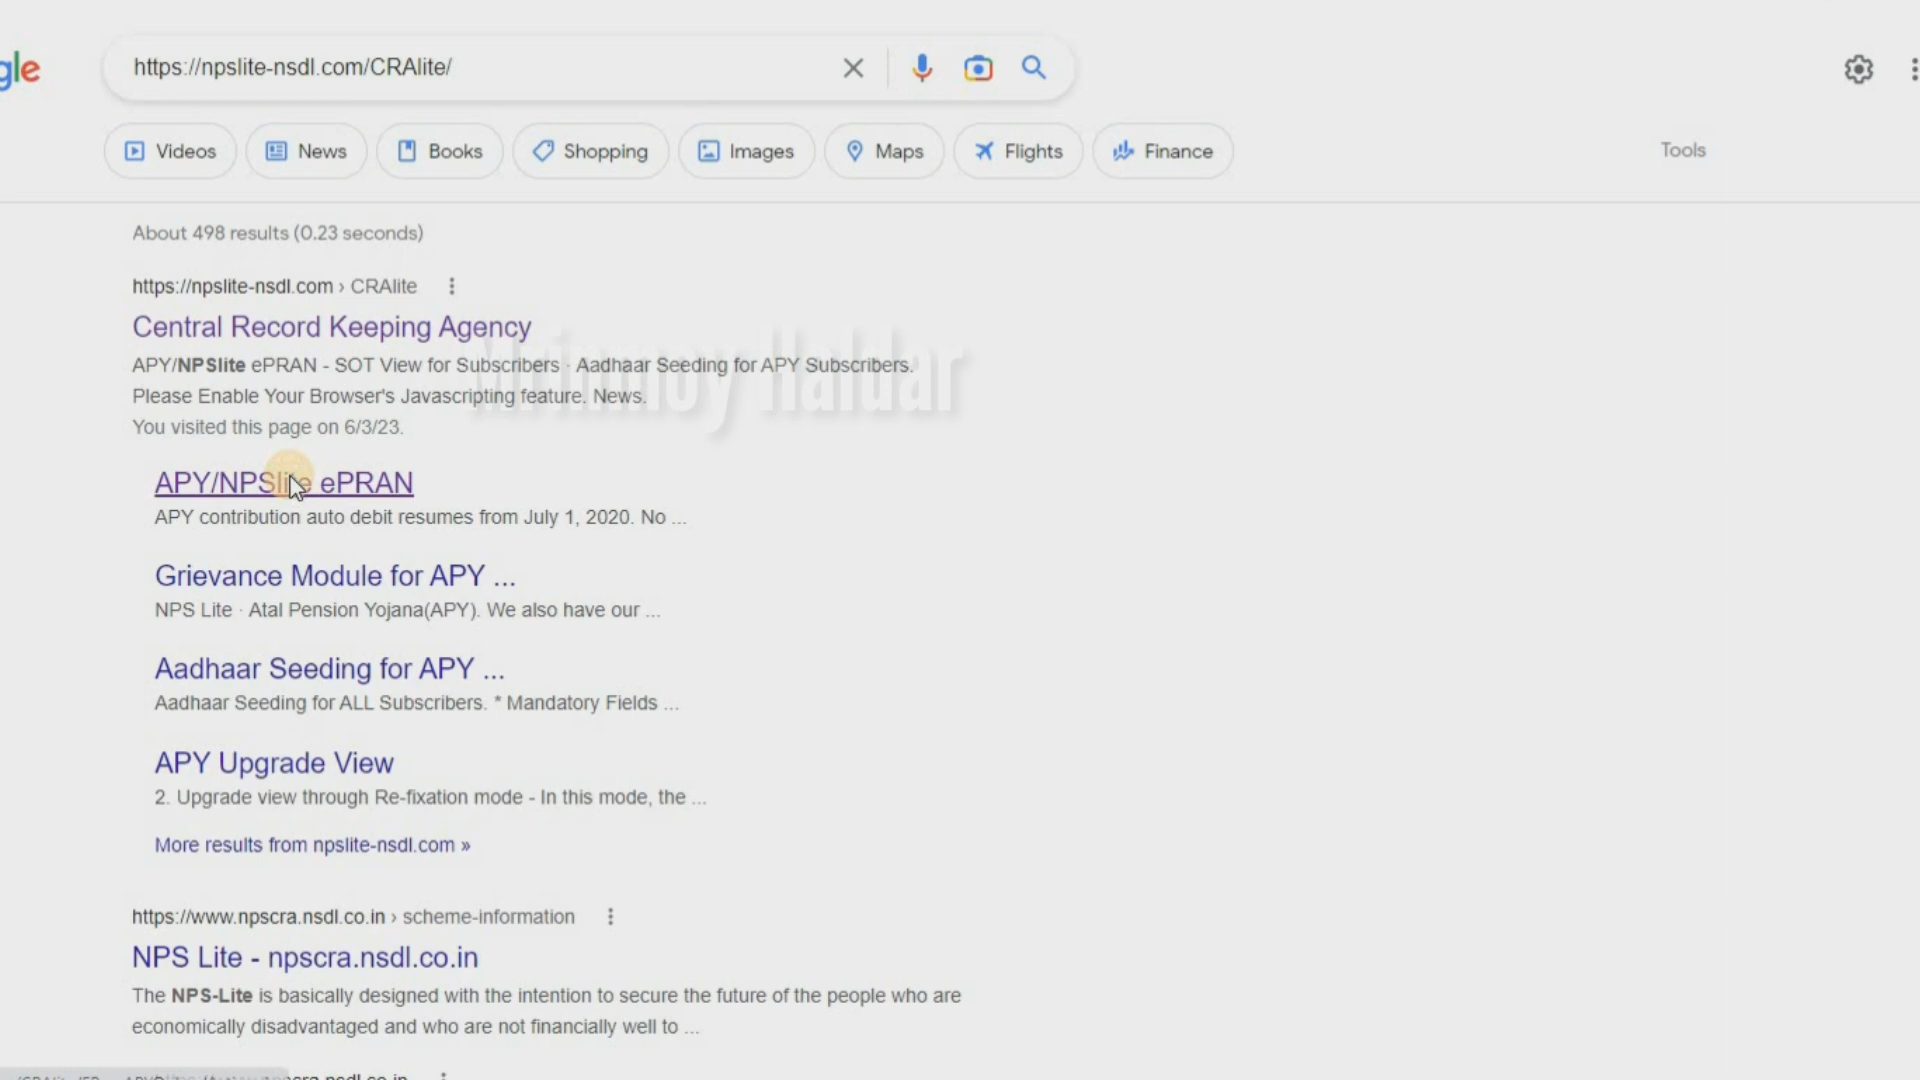 gle
https://npslite-nsdl.com/CRAlite/
Videos
News
Books
Shopping
Images
Maps
Flights
Finance
Tools
About 498 results (0.23 seconds)
https://npslite-nsdl.com › CRAlite
Central Record Keeping Agency
APY/NPSlite ePRAN - SOT View for Subscribers · Aadhaar Seeding for APY Subscribers.
Please Enable Your Browser's Javascripting feature. News.
You visited this page on 6/3/23.
Mrinmoy Haldar
APY/NPSlite ePRAN
APY contribution auto debit resumes from July 1, 2020. No ...
Grievance Module for APY ...
NPS Lite · Atal Pension Yojana(APY). We also have our ...
Aadhaar Seeding for APY ...
Aadhaar Seeding for ALL Subscribers. * Mandatory Fields ...
APY Upgrade View
2. Upgrade view through Re-fixation mode - In this mode, the ...
More results from npslite-nsdl.com »
https://www.npscra.nsdl.co.in › scheme-information
NPS Lite - npscra.nsdl.co.in
The NPS-Lite is basically designed with the intention to secure the future of the people who are
economically disadvantaged and who are not financially well to ...